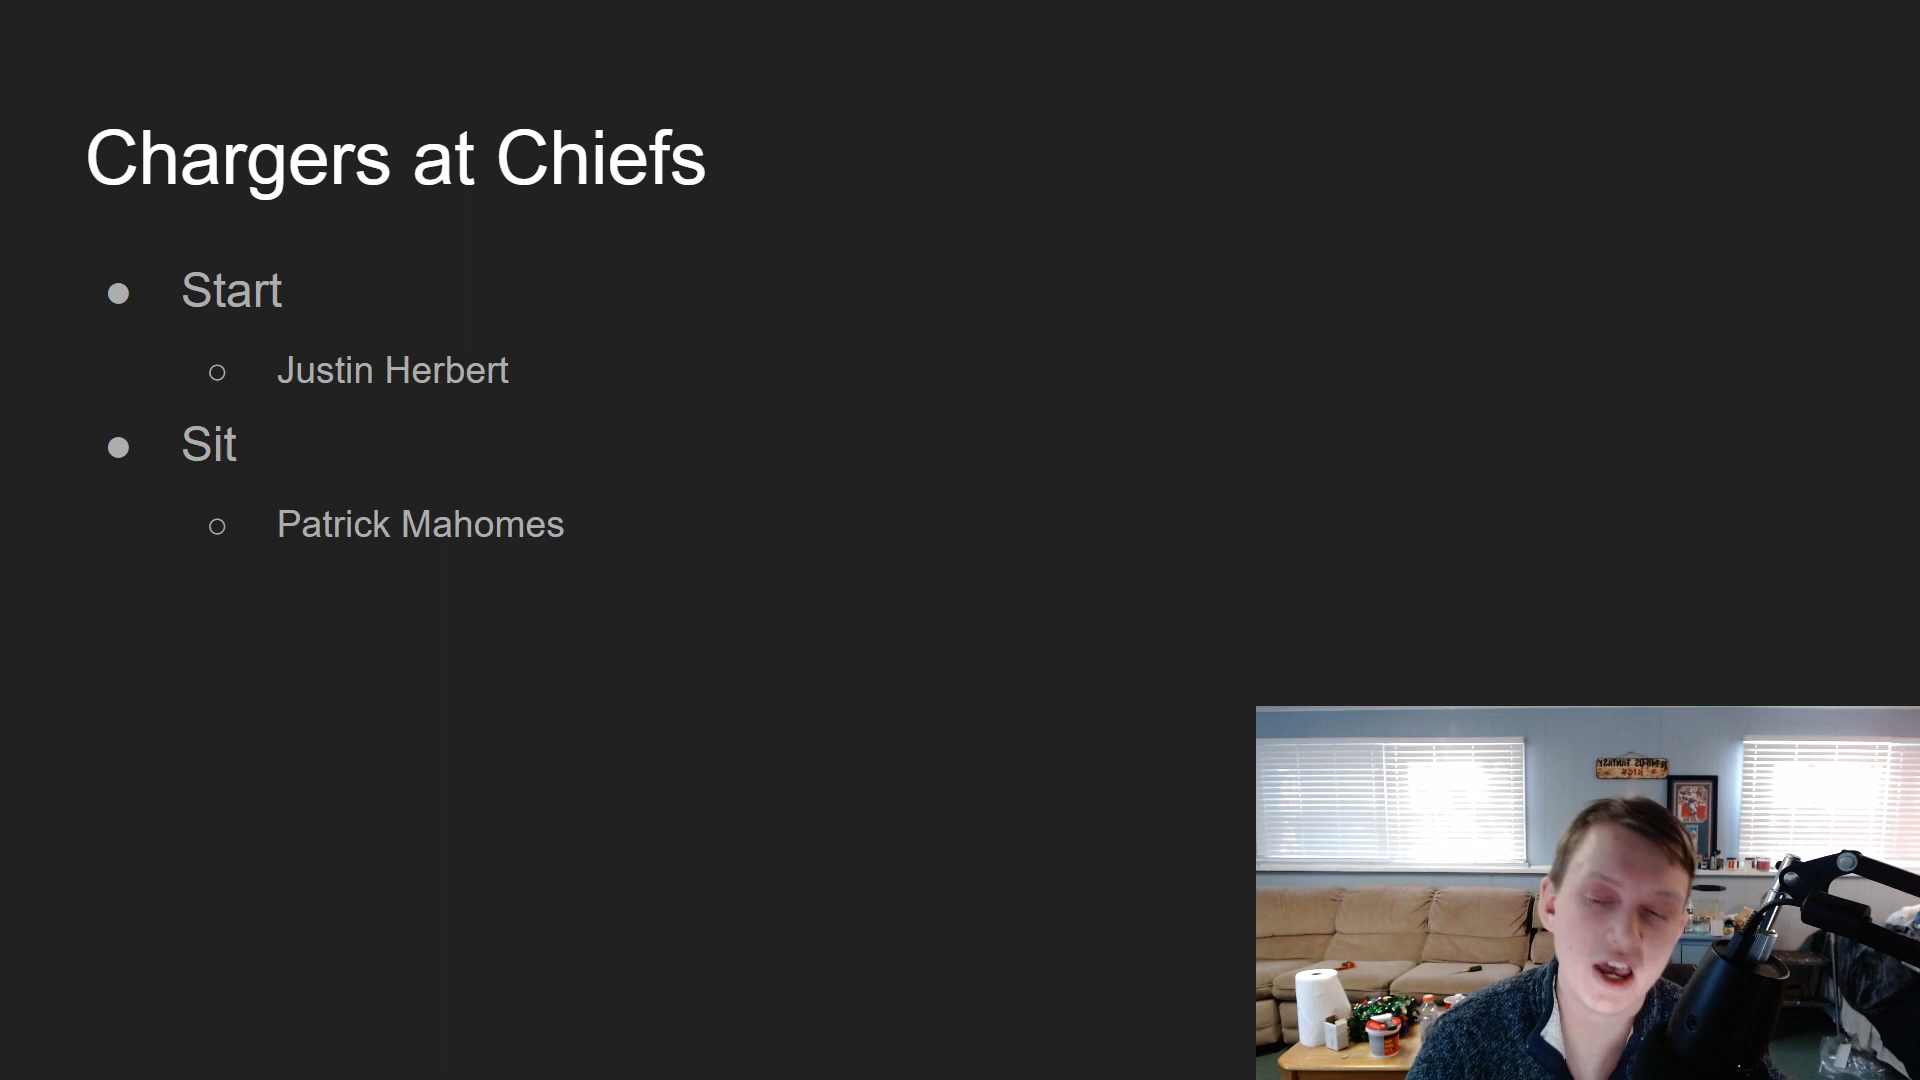 Chargers at Chiefs
Start
Justin Herbert
Sit
Patrick Mahomes